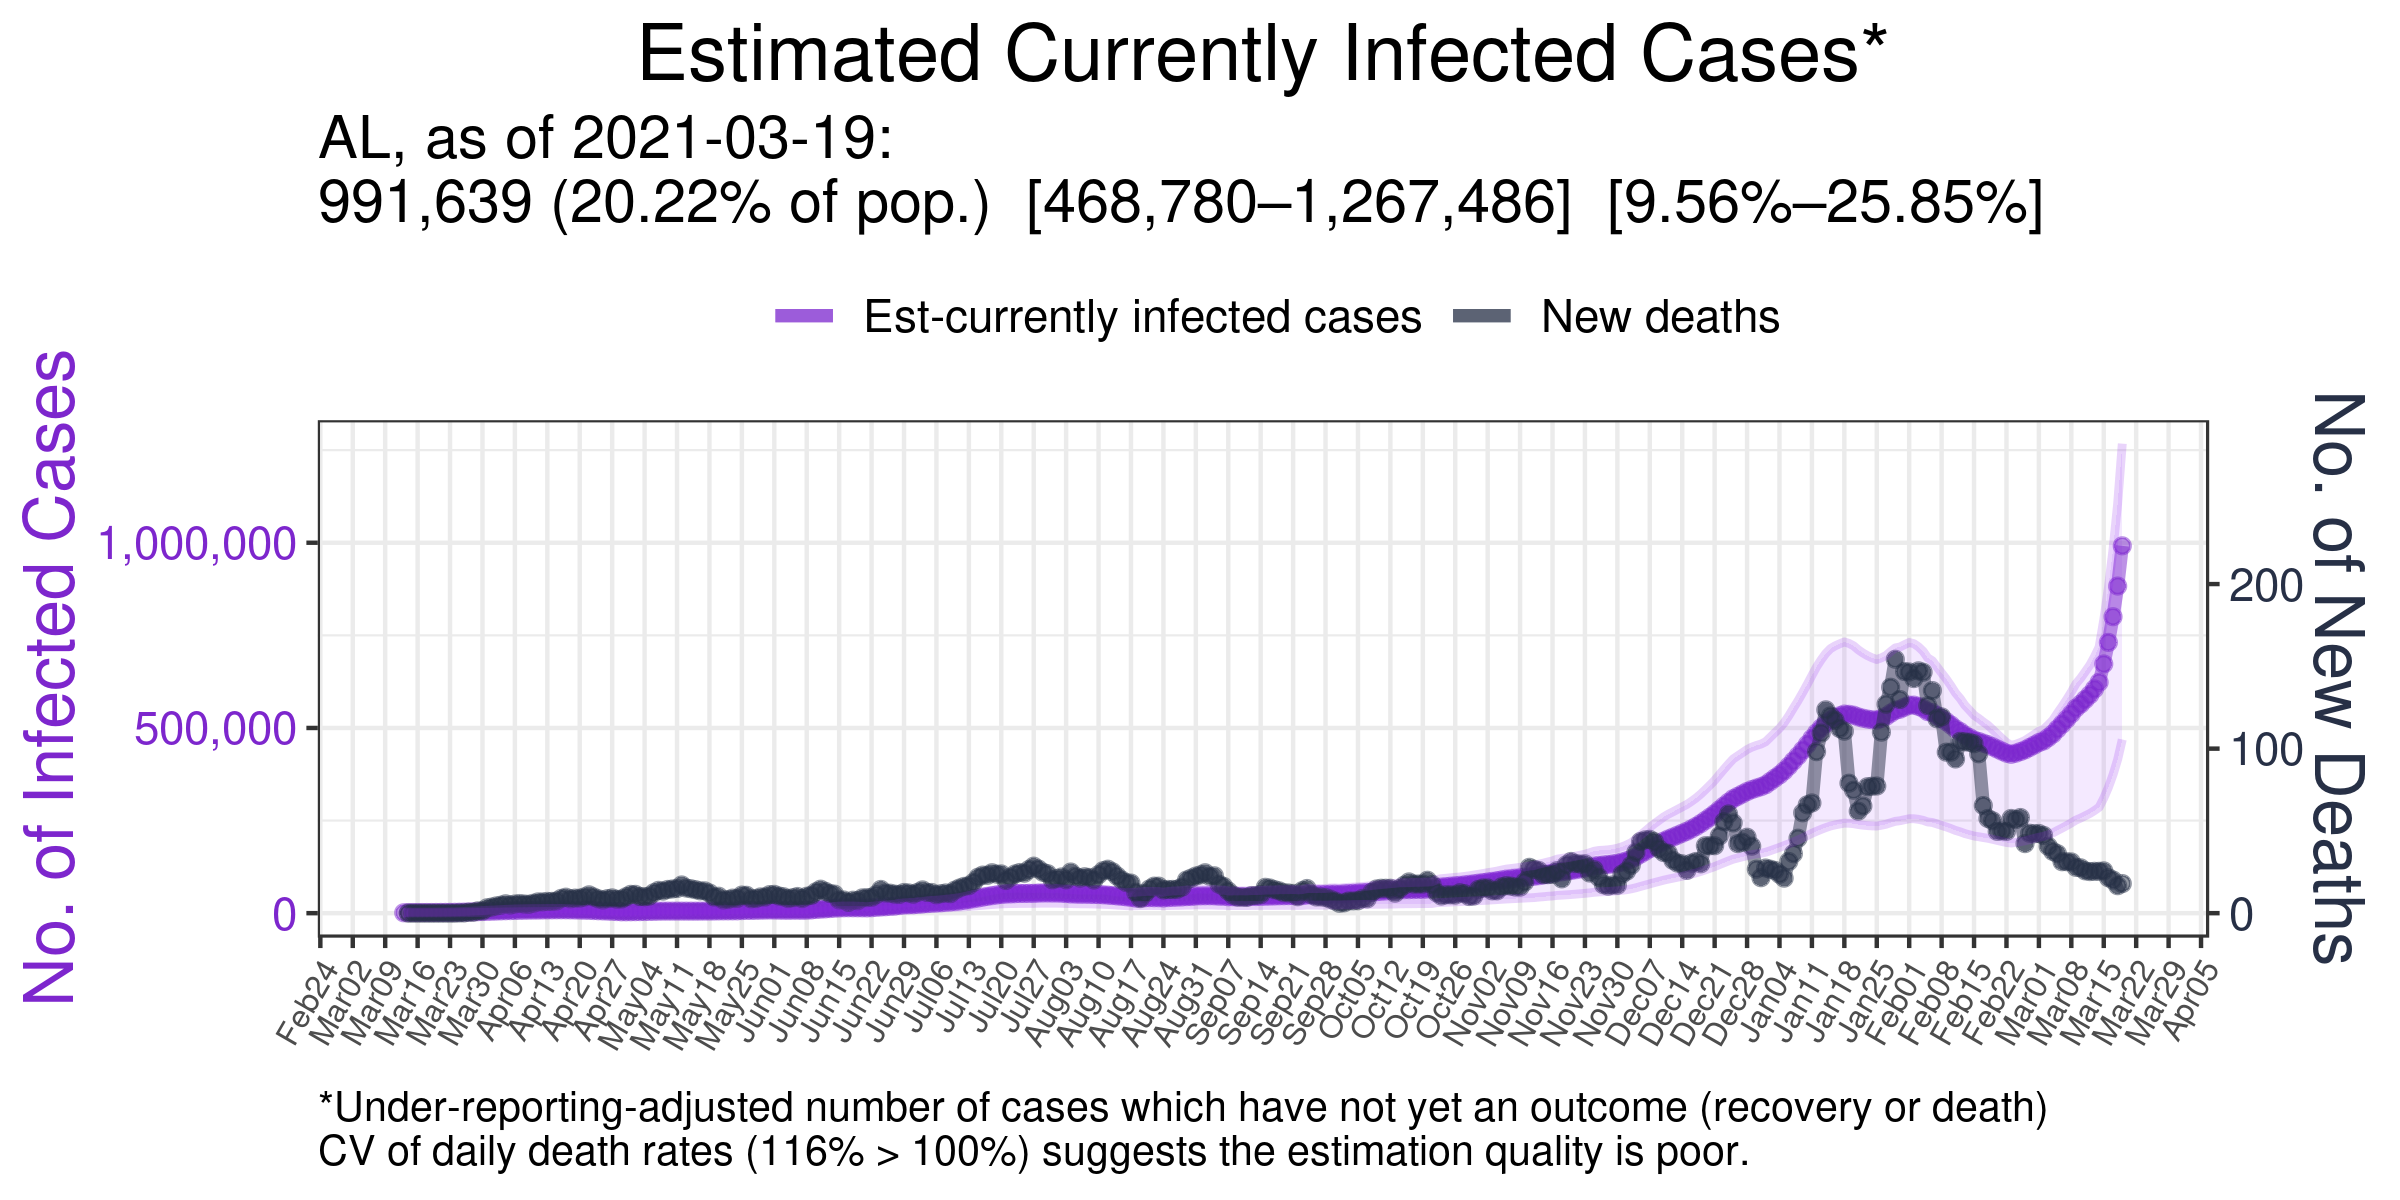 Estimated Currently Infected Cases*
AL, as of 2021-03-19:
991,639 (20.22% of pop.)  [468,780–1,267,486]  [9.56%–25.85%]
Est-currently infected cases
New deaths
No. of Infected Cases
1,000,000
500,000
0
No. of New Deaths
200
100
0
Feb24
Mar02
Mar09
Mar16
Mar23
Mar30
Apr06
Apr13
Apr20
Apr27
May04
May11
May18
May25
Jun01
Jun08
Jun15
Jun22
Jun29
Jul06
Jul13
Jul20
Jul27
Aug03
Aug10
Aug17
Aug24
Aug31
Sep07
Sep14
Sep21
Sep28
Oct05
Oct12
Oct19
Oct26
Nov02
Nov09
Nov16
Nov23
Nov30
Dec07
Dec14
Dec21
Dec28
Jan04
Jan11
Jan18
Jan25
Feb01
Feb08
Feb15
Feb22
Mar01
Mar08
Mar15
Mar22
Mar29
Apr05
*Under-reporting-adjusted number of cases which have not yet an outcome (recovery or death)
CV of daily death rates (116% > 100%) suggests the estimation quality is poor.